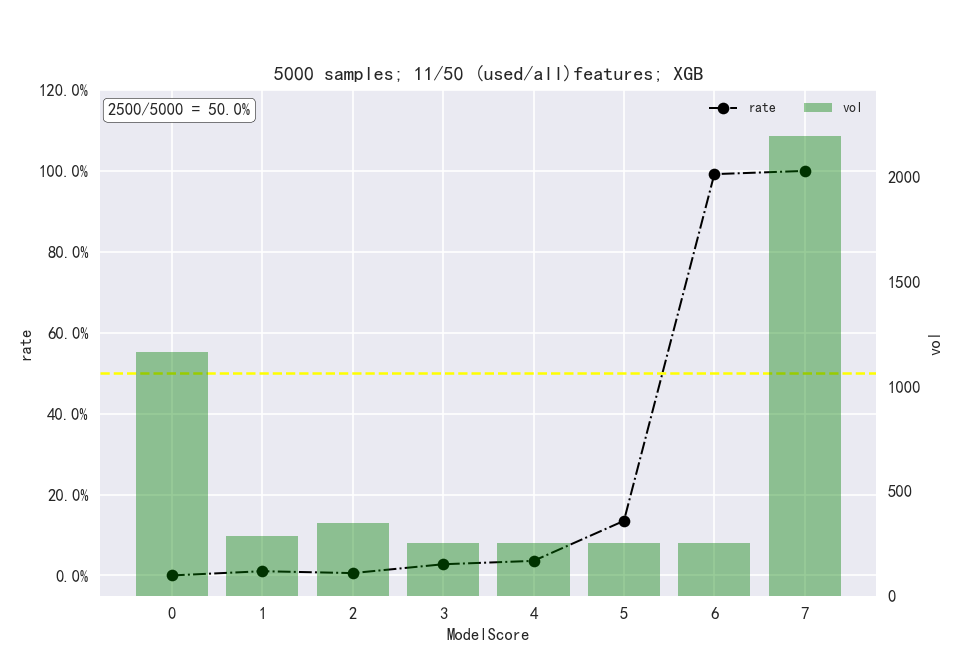 5000 samples; 11/50 (used/all)features; XGB
120.0%
100.0%
80.0%
60.0%
40.0%
20.0%
0.0%
rate
2500/5000 = 50.0%
rate
vol
2000
1500
1000
500
0
vol
0 1 2 3 4 5 6 7
ModelScore